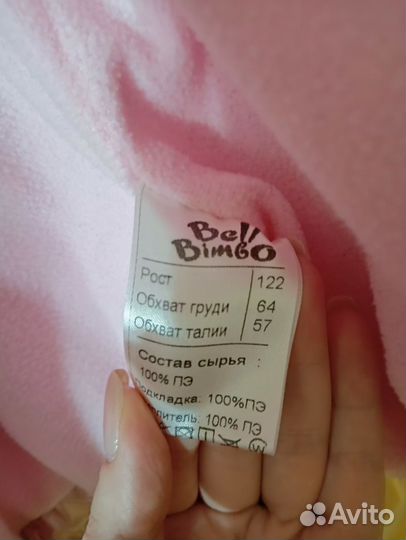 Bell
Bimbo
Рост 122
Обхват груди 64
Обхват талии 57
Состав сырья :
100% ПЭ
Подкладка: 100%ПЭ
литель: 100% ПЭ
W
Avito